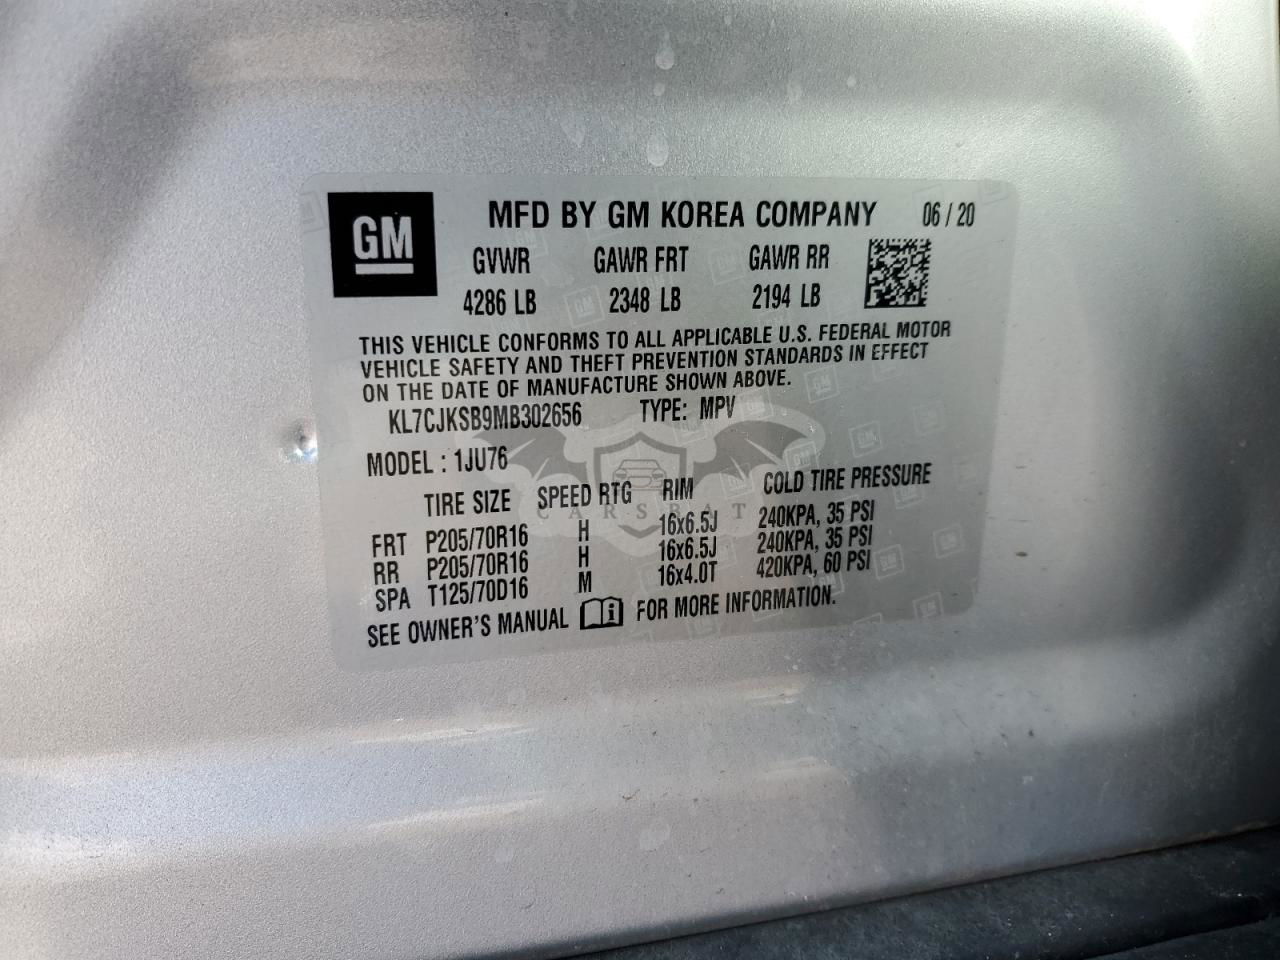 GM
MFD BY GM KOREA COMPANY 06 / 20
GVWR GAWR FRT GAWR RR
4286 LB 2348 LB 2194 LB
THIS VEHICLE CONFORMS TO ALL APPLICABLE U.S. FEDERAL MOTOR
VEHICLE SAFETY AND THEFT PREVENTION STANDARDS IN EFFECT
ON THE DATE OF MANUFACTURE SHOWN ABOVE.
KL7CJKSB9MB302656 TYPE: MPV
MODEL : 1JU76
TIRE SIZE SPEED RTG RIM COLD TIRE PRESSURE
FRT P205/70R16 H 16x6.5J 240KPA, 35 PSI
RR P205/70R16 H 16x6.5J 240KPA, 35 PSI
SPA T125/70D16 M 16x4.0T 420KPA, 60 PSI
SEE OWNER'S MANUAL FOR MORE INFORMATION.
CARSBAT